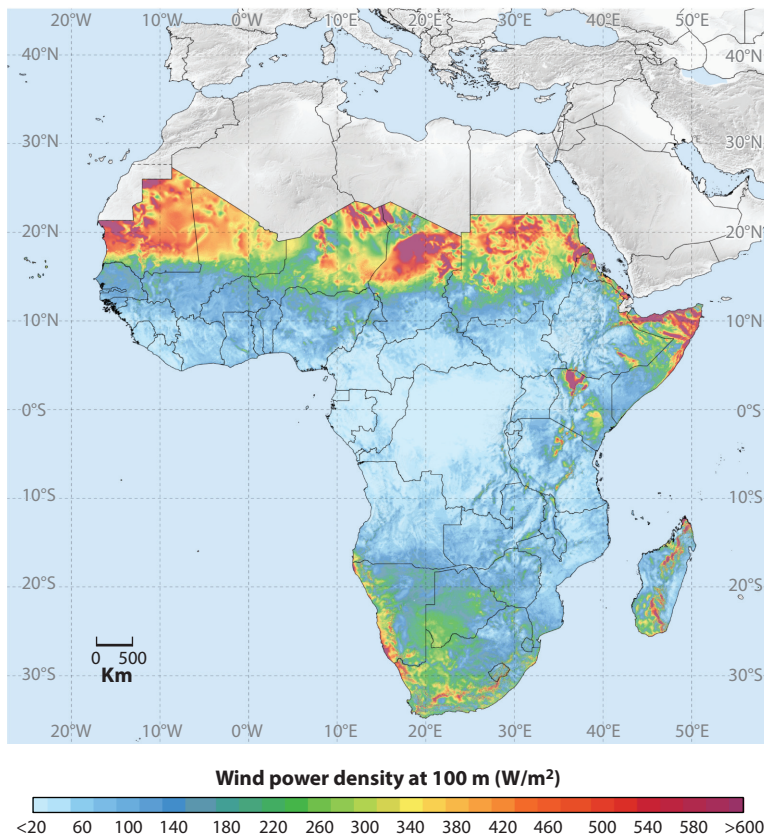 10°E 20°E 30°E 40°E 50°E
20°W 10°W 0°W
40°N 40°N
30°N 30°N
20°N 20°N
10°N 10°N
0°S 0°S
10°S 10°S
20°S 20°S
0 500
Km
30°S 30°S
20°W 10°W 0°W 10°E 20°E 30°E 40°E 50°E
Wind power density at 100 m (W/m²)
<20 60 100 140 180 220 260 300 340 380 420 460 500 540 580 >600